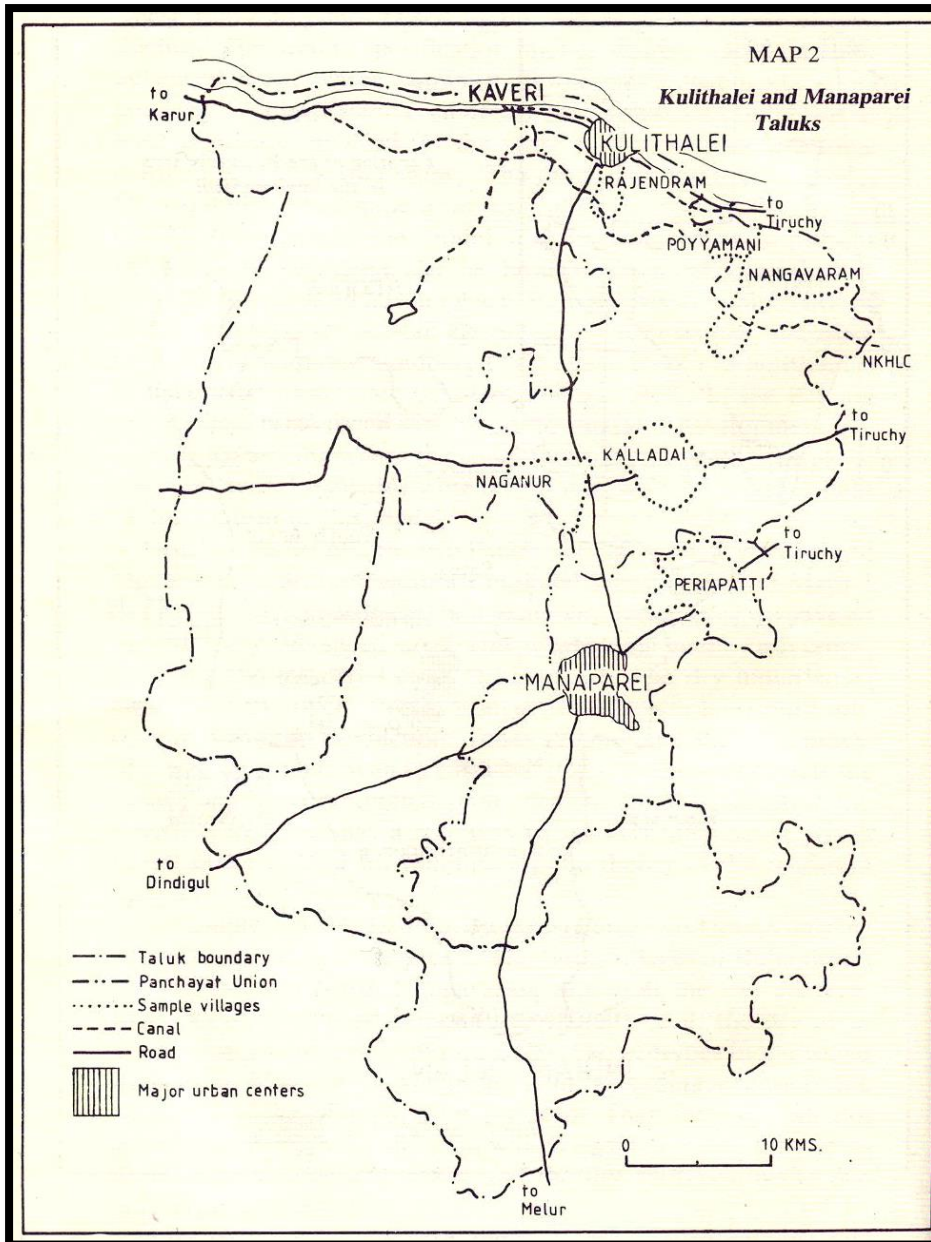 MAP 2
Kulithalei and Manaparei
Taluks
to
Karur
KAVERI
KULITHALEI
RAJENDRAM
to
Tiruchy
POYYAMANI
NANGAVARAM
NKHLC
to
Tiruchy
KALLADAI
NAGANUR
to
Tiruchy
PERIAPATTI
MANAPAREI
to
Dindigul
Taluk boundary
Panchayat Union
Sample villages
Canal
Road
Major urban centers
0 10 KMS.
to
Melur